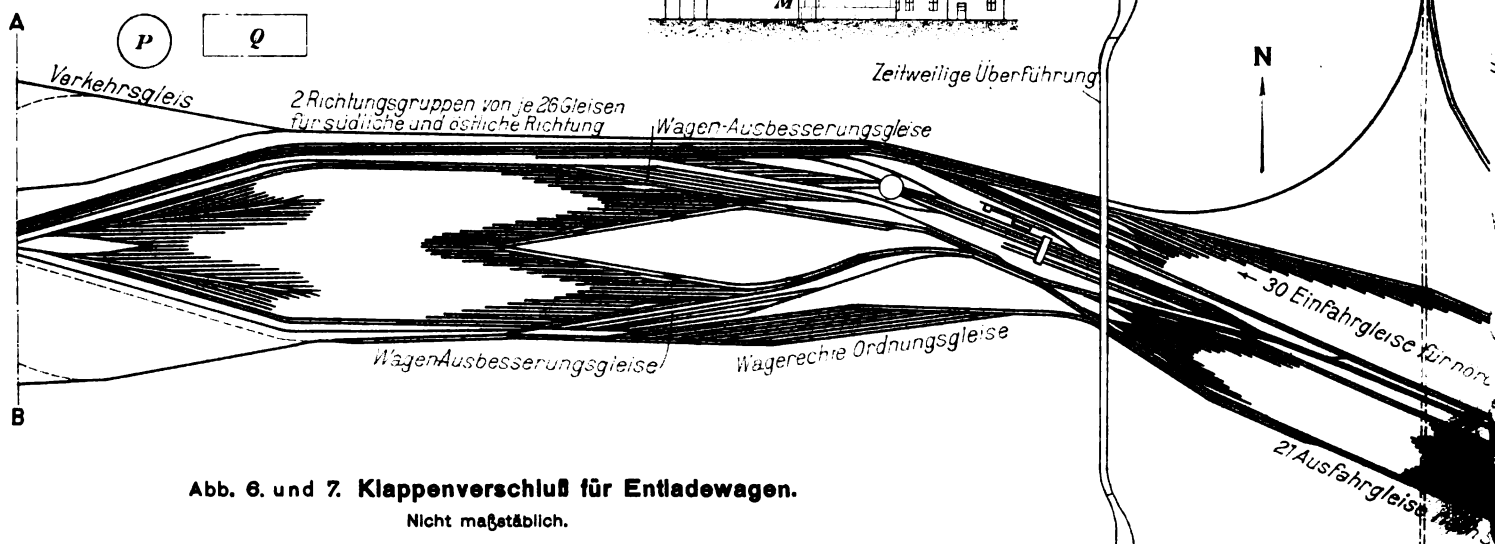 A
P
Q
M
N
Verkehrsgleis
2 Richtungsgruppen von je 26 Gleisen
für südliche und östliche Richtung
Wagen-Ausbesserungsgleise
Zeitweilige Überführung
← 30 Einfahrgleise für nord
Wagen-Ausbesserungsgleise
Wagerechte Ordnungsgleise
B
21 Ausfahrgleise
Abb. 6. und 7. Klappenverschluß für Entladewagen.
Nicht maßstäblich.